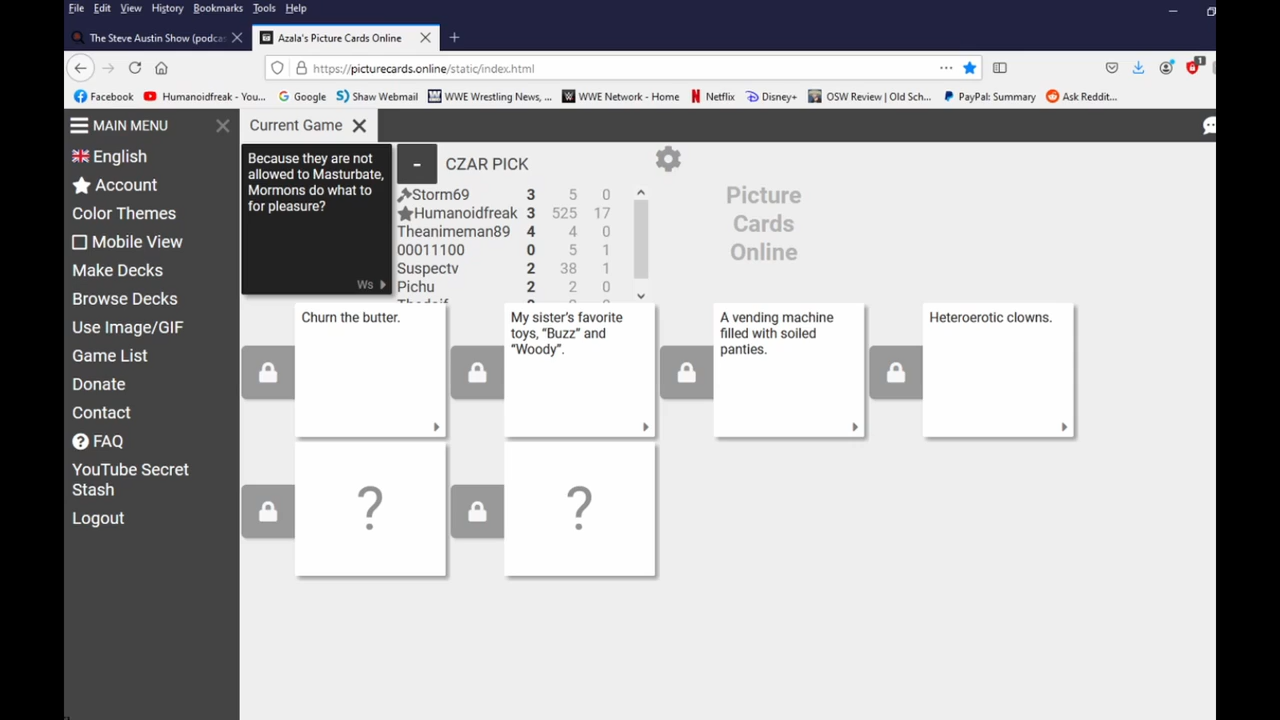 File Edit View History Bookmarks Tools Help
The Steve Austin Show (podca
Azala's Picture Cards Online
https://picturecards.online/static/index.html
1
Facebook Humanoidfreak - You... Google Shaw Webmail WWE Wrestling News, ... WWE Network - Home Netflix Disney+ OSW Review | Old Sch... PayPal: Summary Ask Reddit...
MAIN MENU
Current Game
English
Account
Color Themes
Mobile View
Make Decks
Browse Decks
Use Image/GIF
Game List
Donate
Contact
FAQ
YouTube Secret
Stash
Logout
Because they are not
allowed to Masturbate,
Mormons do what to
for pleasure?
Ws
- CZAR PICK
Storm69 3 5 0
Humanoidfreak 3 525 17
Theanimeman89 4 4 0
00011100 0 5 1
Suspectv 2 38 1
Pichu 2 2 0
Picture
Cards
Online
Churn the butter.
My sister's favorite
toys, “Buzz” and
“Woody”.
A vending machine
filled with soiled
panties.
Heteroerotic clowns.
?
?